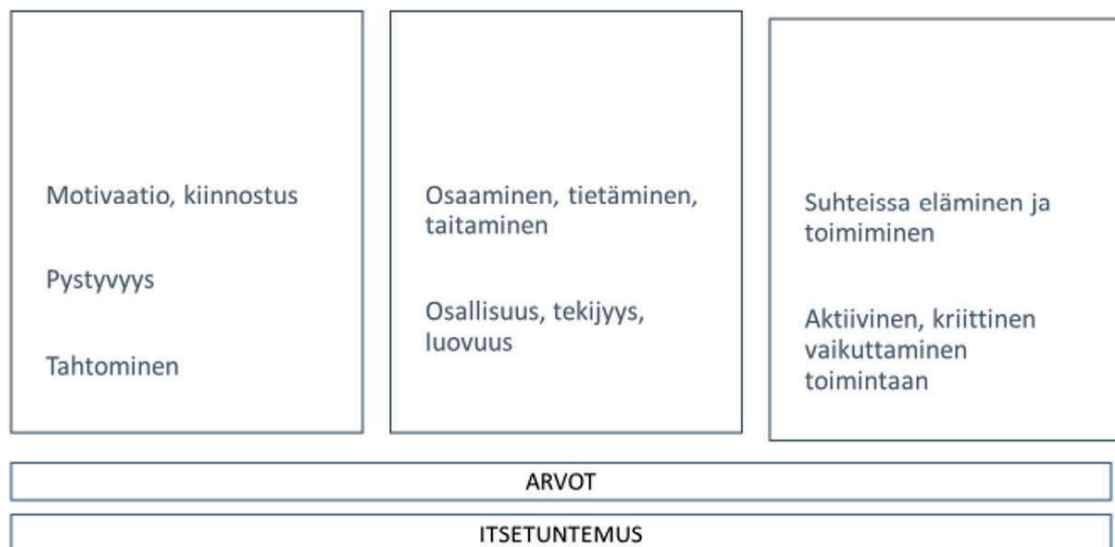 Motivaatio, kiinnostus
Pystyvyys
Tahtominen
Osaaminen, tietäminen,
taitaminen
Osallisuus, tekijyys,
luovuus
Suhteissa eläminen ja
toimiminen
Aktiivinen, kriittinen
vaikuttaminen
toimintaan
ARVOT
ITSETUNTEMUS